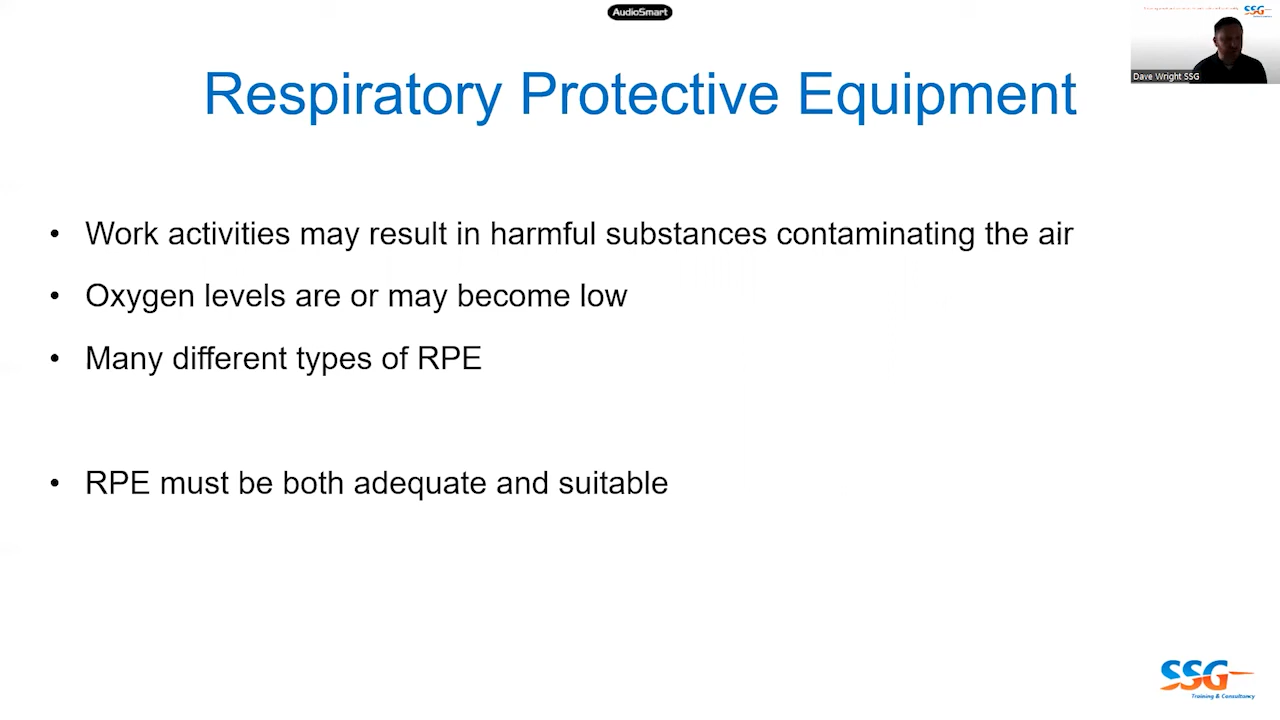 AudioSmart
SSG
Dave Wright SSG
Respiratory Protective Equipment
• Work activities may result in harmful substances contaminating the air
• Oxygen levels are or may become low
• Many different types of RPE
• RPE must be both adequate and suitable
SSG
Training & Consultancy